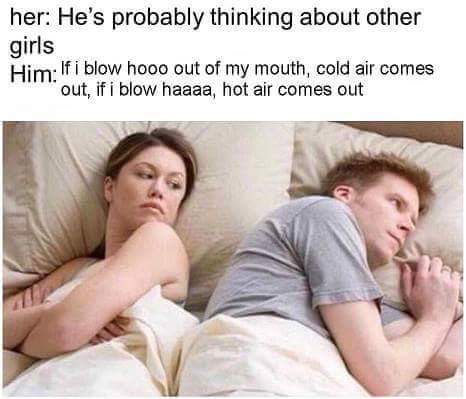 her: He's probably thinking about other
girls
Him: If i blow hooo out of my mouth, cold air comes
out, if i blow haaaa, hot air comes out